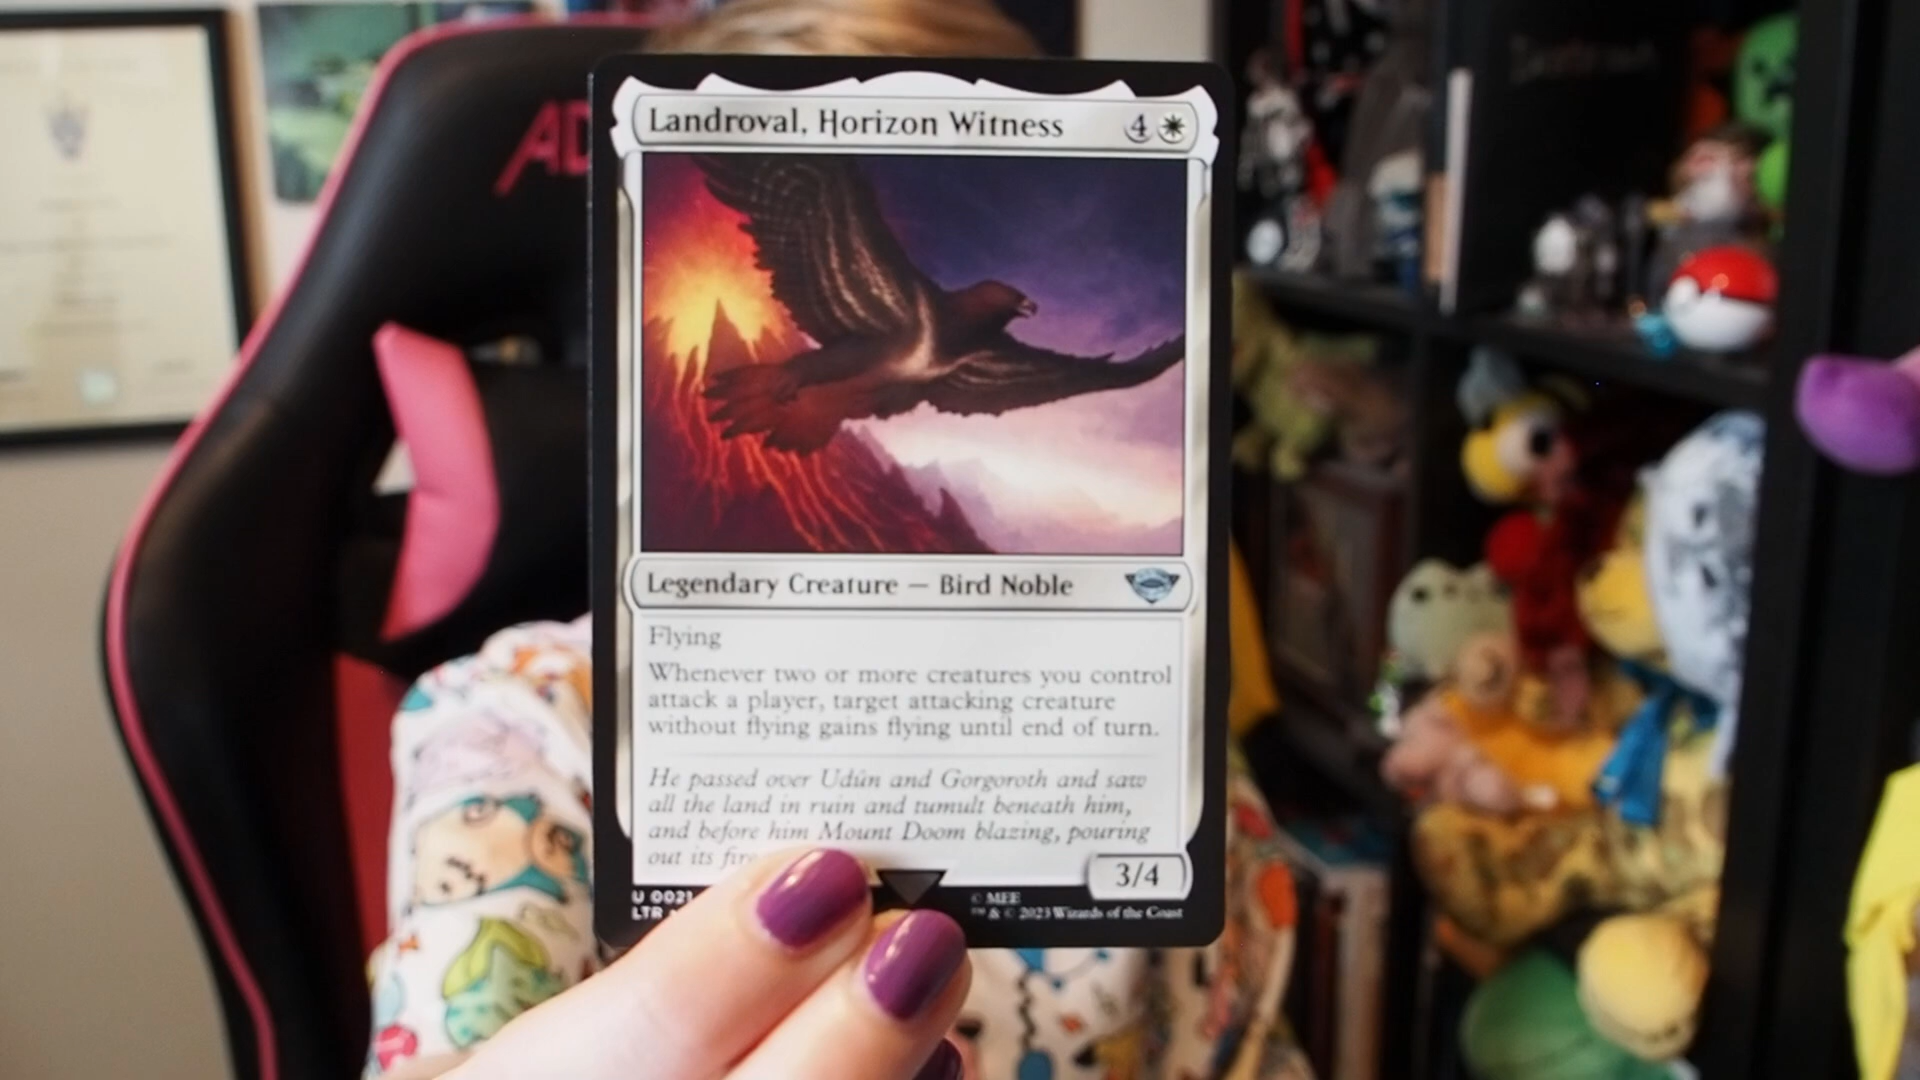 Landroval, Horizon Witness 4
AD
Legendary Creature — Bird Noble
Flying
Whenever two or more creatures you control
attack a player, target attacking creature
without flying gains flying until end of turn.
He passed over Udûn and Gorgoroth and saw
all the land in ruin and tumult beneath him,
and before him Mount Doom blazing, pouring
out its
3/4
U 0021
LTR
© MEE
™ & © 2023 Wizards of the Coast